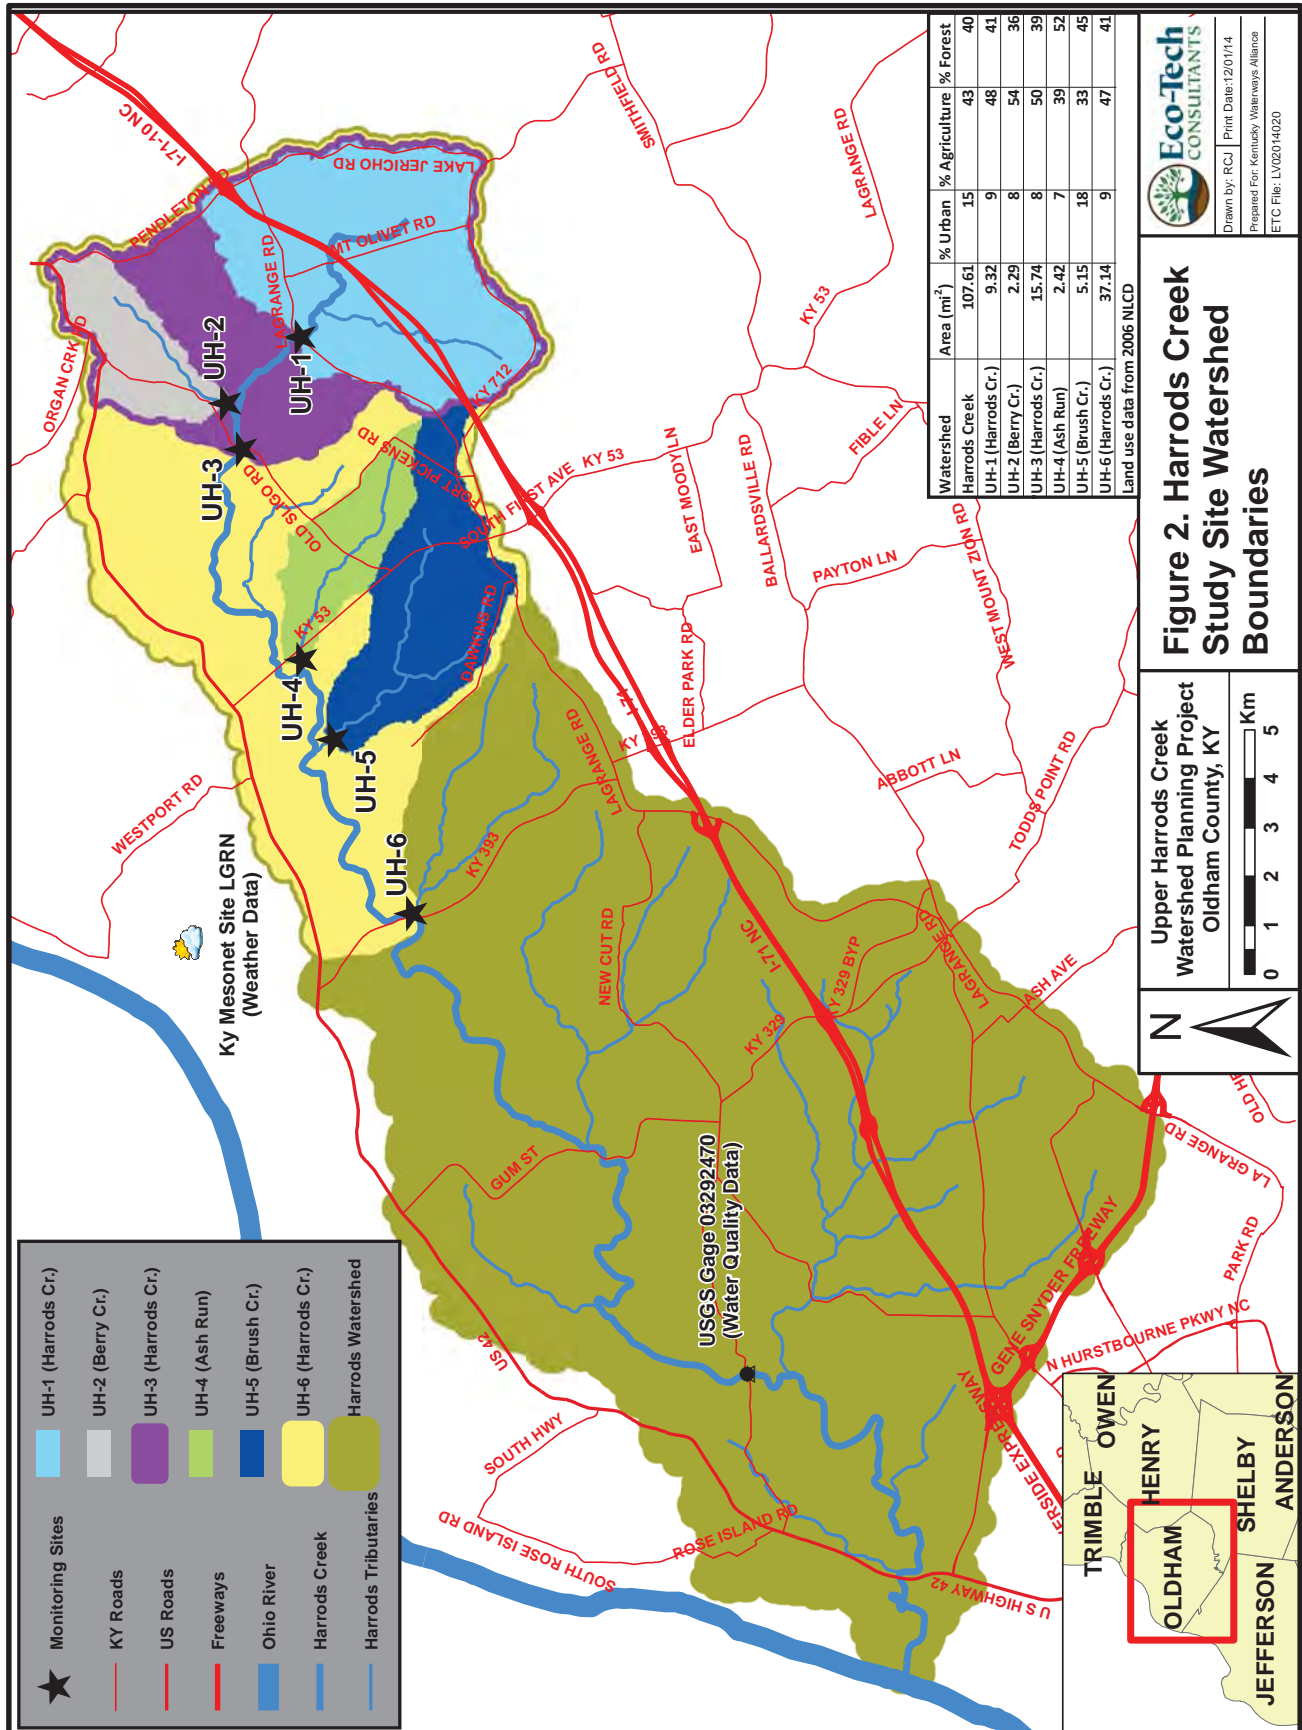 Monitoring Sites
KY Roads
US Roads
Freeways
Ohio River
Harrods Creek
Harrods Tributaries
UH-1 (Harrods Cr.)
UH-2 (Berry Cr.)
UH-3 (Harrods Cr.)
UH-4 (Ash Run)
UH-5 (Brush Cr.)
UH-6 (Harrods Cr.)
Harrods Watershed
Ky Mesonet Site LGRN
(Weather Data)
USGS Gage 03292470
(Water Quality Data)
UH-1
UH-2
UH-3
UH-4
UH-5
UH-6
WESTPORT RD
ORGAN CRK RD
PENDLETON RD
I-71-10 NC
LAKE JERICHO RD
MT OLIVET RD
LAGRANGE RD
KY 712
SMITHFIELD RD
LAGRANGE RD
KY 53
FIBLE LN
OLD SLIGO RD
FORT PICKENS RD
SOUTH FIRST AVE
KY 53
KY 53
EAST MOODY LN
BALLARDSVILLE RD
PAYTON LN
WEST MOUNT ZION RD
DAWKINS RD
ELDER PARK RD
I-71
KY 393
LAGRANGE RD
KY 393
ABBOTT LN
TODDS POINT RD
NEW CUT RD
I-71 NC
KY 329 BYP
KY 329
LAGRANGE RD
ASH AVE
GUM ST
US 42
SOUTH HWY
SOUTH ROSE ISLAND RD
ROSE ISLAND RD
U S HIGHWAY 42
GENE SNYDER FREEWAY
N HURSTBOURNE PKWY NC
LA GRANGE RD
PARK RD
Watershed Area (mi²) % Urban % Agriculture % Forest
Harrods Creek 107.61 15 43 40
UH-1 (Harrods Cr.) 9.32 9 48 41
UH-2 (Berry Cr.) 2.29 8 54 36
UH-3 (Harrods Cr.) 15.74 8 50 39
UH-4 (Ash Run) 2.42 7 39 52
UH-5 (Brush Cr.) 5.15 18 33 45
UH-6 (Harrods Cr.) 37.14 9 47 41
Land use data from 2006 NLCD
TRIMBLE
OWEN
HENRY
OLDHAM
SHELBY
JEFFERSON
ANDERSON
N
Upper Harrods Creek
Watershed Planning Project
Oldham County, KY
0 1 2 3 4 5
Km
Figure 2. Harrods Creek
Study Site Watershed
Boundaries
Eco-Tech
CONSULTANTS
Drawn by: RCJ Print Date:12/01/14
Prepared For: Kentucky Waterways Alliance
ETC File: LV02014020